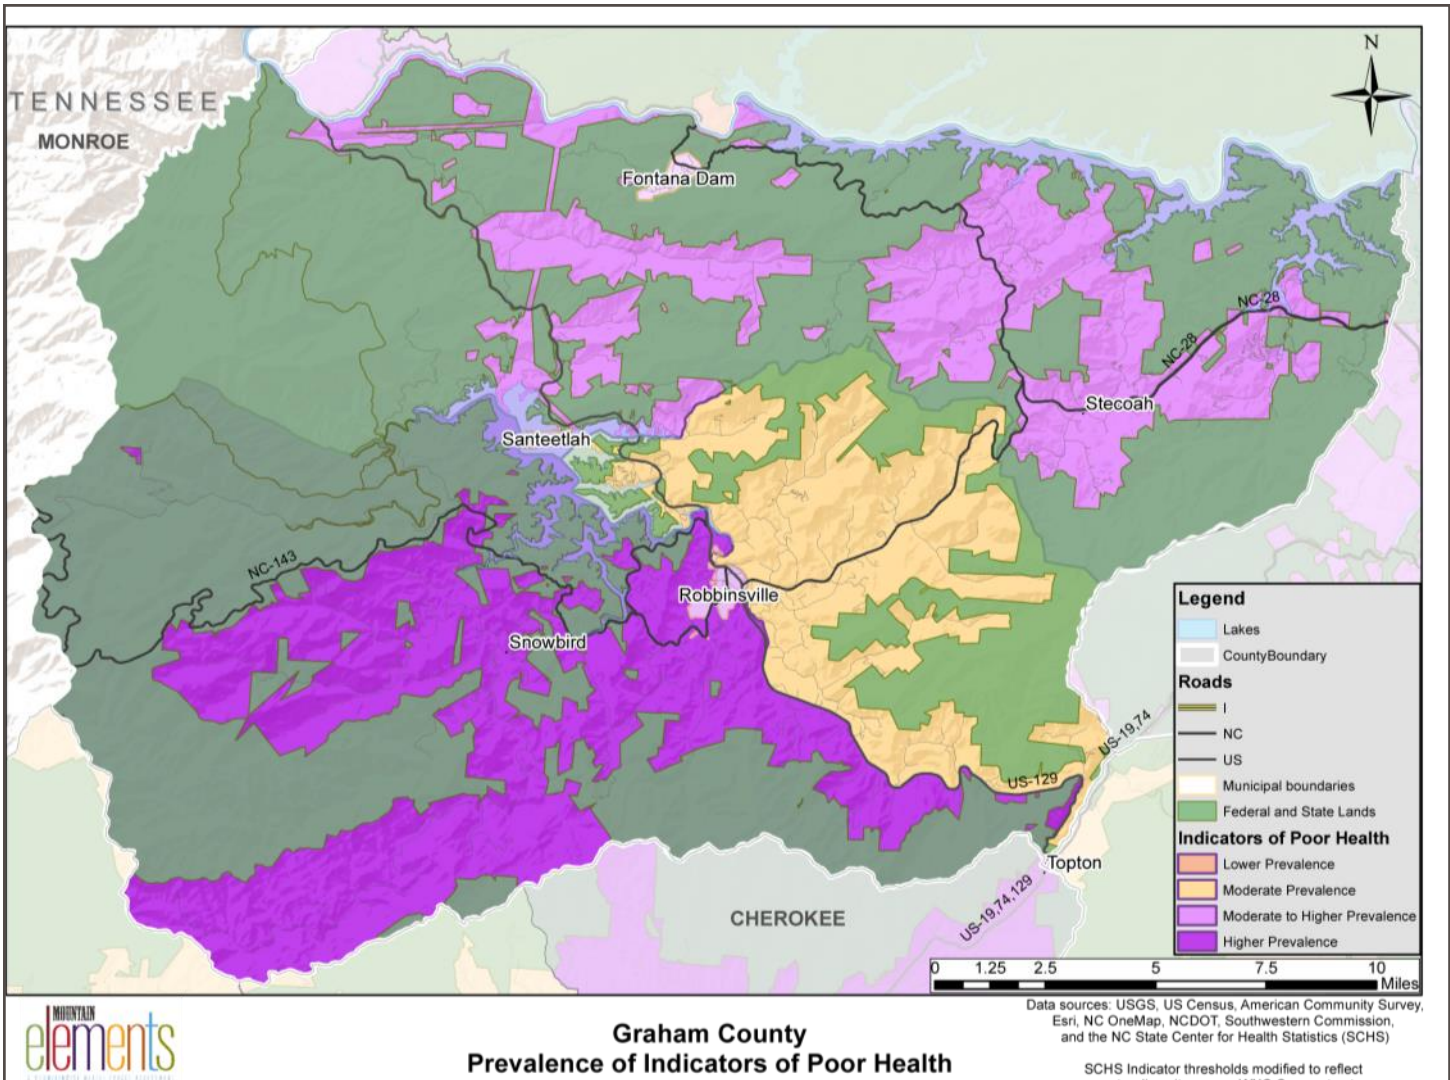 N
TENNESSEE
MONROE
Fontana Dam
NC-28
NC-28
Stecoah
Santeetlah
NC-143
Robbinsville
Snowbird
US-19,74
US-129
Topton
US-19,74,129
CHEROKEE
Legend
Lakes
CountyBoundary
Roads
I
NC
US
Municipal boundaries
Federal and State Lands
Indicators of Poor Health
Lower Prevalence
Moderate Prevalence
Moderate to Higher Prevalence
Higher Prevalence
0 1.25 2.5 5 7.5 10
Miles
MOUNTAIN
elements
Graham County
Prevalence of Indicators of Poor Health
Data sources: USGS, US Census, American Community Survey,
Esri, NC OneMap, NCDOT, Southwestern Commission,
and the NC State Center for Health Statistics (SCHS)
SCHS Indicator thresholds modified to reflect